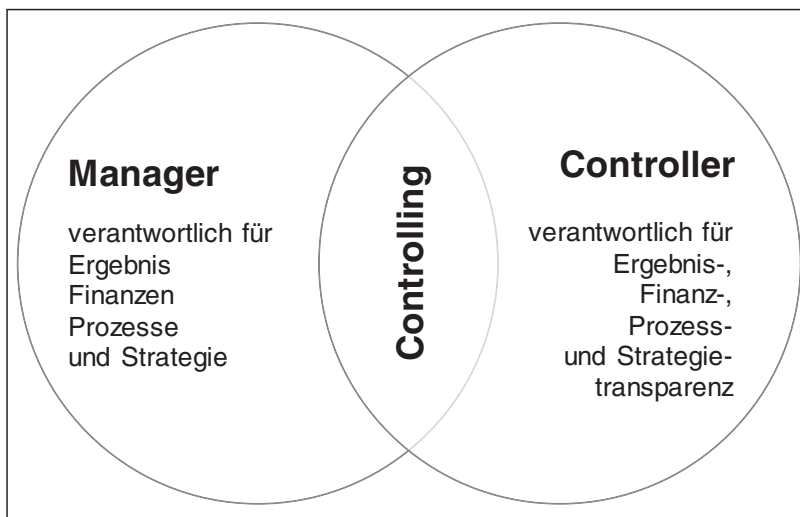 Manager
verantwortlich für
Ergebnis
Finanzen
Prozesse
und Strategie
Controlling
Controller
verantwortlich für
Ergebnis-,
Finanz-,
Prozess-
und Strategie-
transparenz